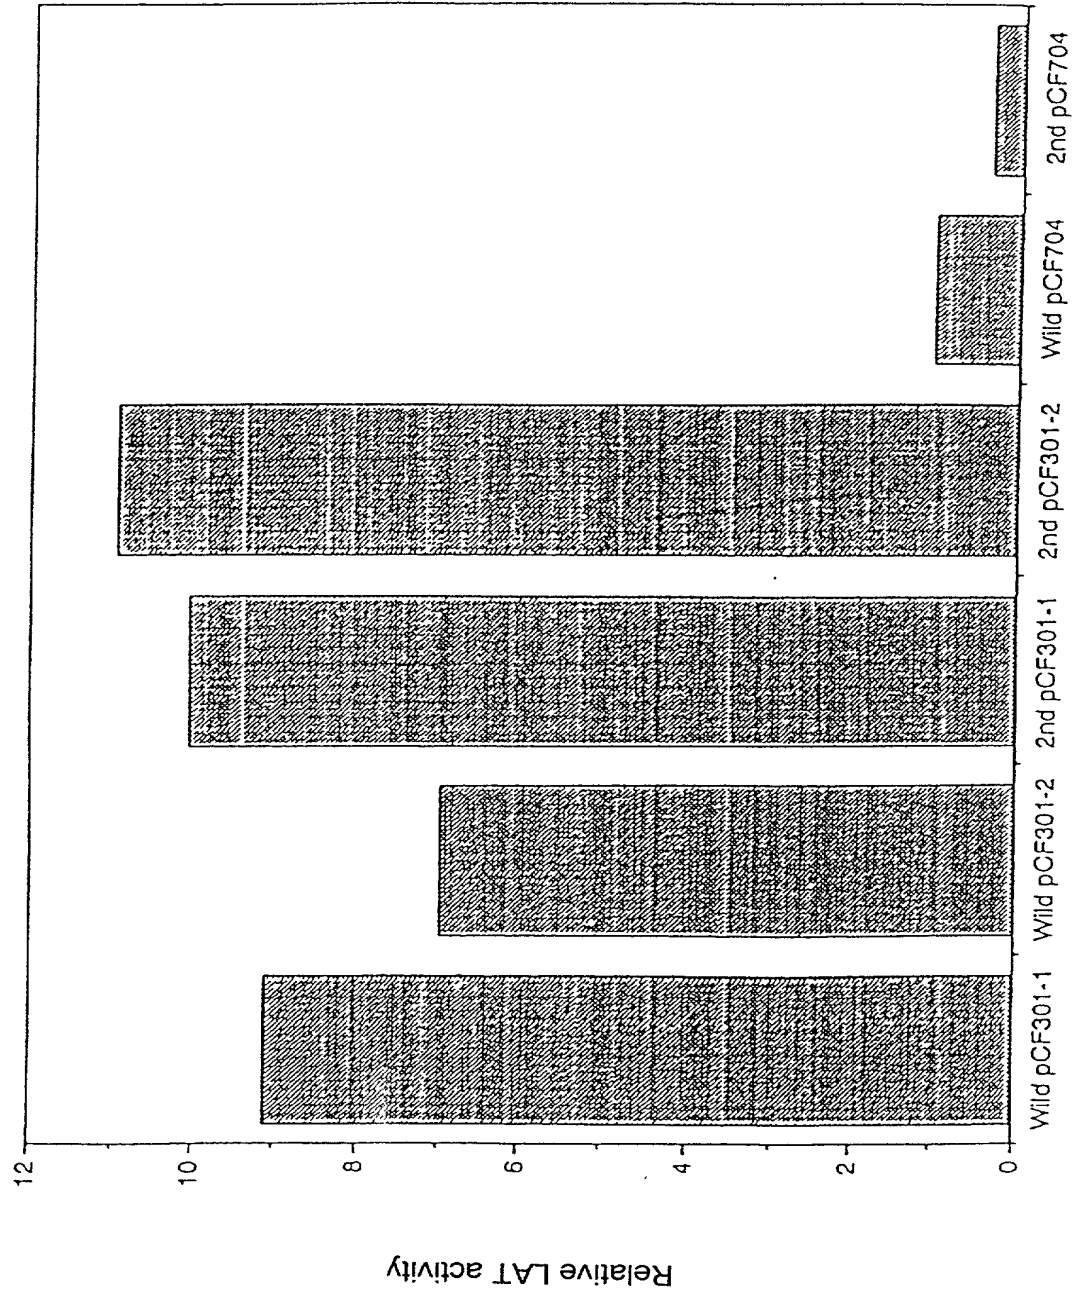 Relative LAT activity
12
10
8
6
4
2
0
Wild pCF301-1
Wild pCF301-2
2nd pCF301-1
2nd pCF301-2
Wild pCF704
2nd pCF704